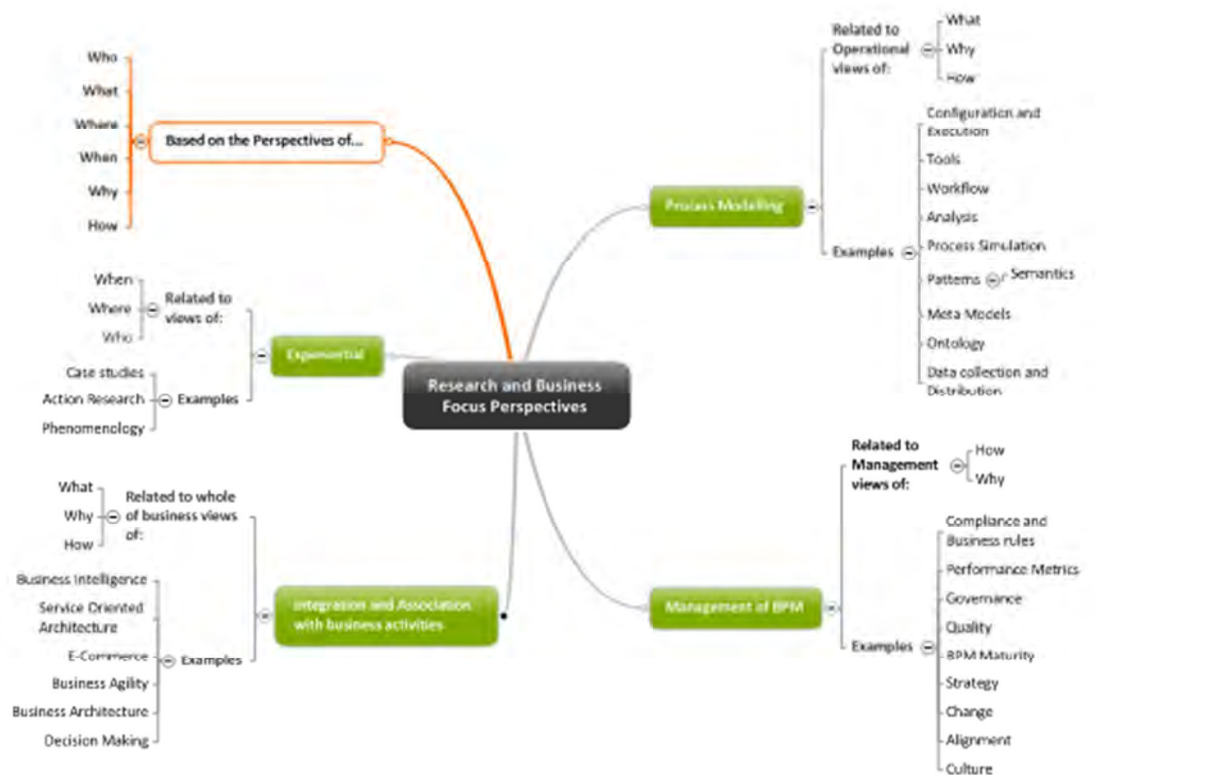 Who
What
Where
When
Why
How
Based on the Perspectives of...
When
Where
Who
Related to
views of:
Case studies
Action Research
Phenomenology
Examples
Experiential
What
Why
How
Related to whole
of business views
of:
Business Intelligence
Service Oriented
Architecture
E-Commerce
Business Agility
Business Architecture
Decision Making
Examples
Integration and Association
with business activities
Research and Business
Focus Perspectives
Process Modelling
Related to
Operational
views of:
What
Why
How
Examples
Configuration and
Execution
Tools
Workflow
Analysis
Process Simulation
Patterns
Semantics
Meta Models
Ontology
Data collection and
Distribution
Management of BPM
Related to
Management
views of:
How
Why
Examples
Compliance and
Business rules
Performance Metrics
Governance
Quality
BPM Maturity
Strategy
Change
Alignment
Culture